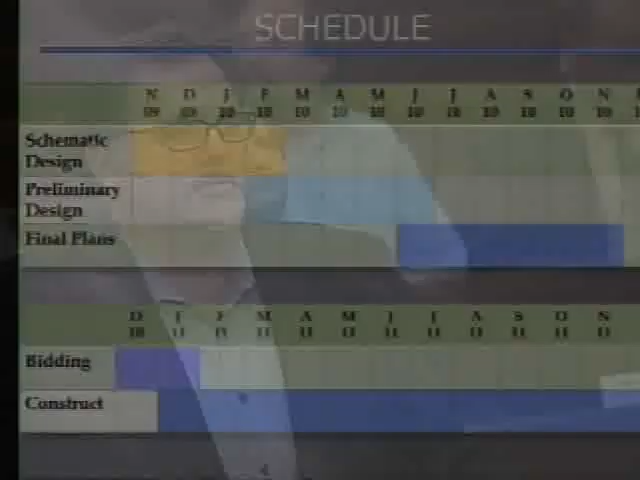 SCHEDULE
N D J F M A M J J A S O N
09 09 10 10 10 10 10 10 10 10 10 10 10
Schematic
Design
Preliminary
Design
Final Plans
D J F M A M J J A S O N
10 11 11 11 11 11 11 11 11 11 11 11
Bidding
Construct